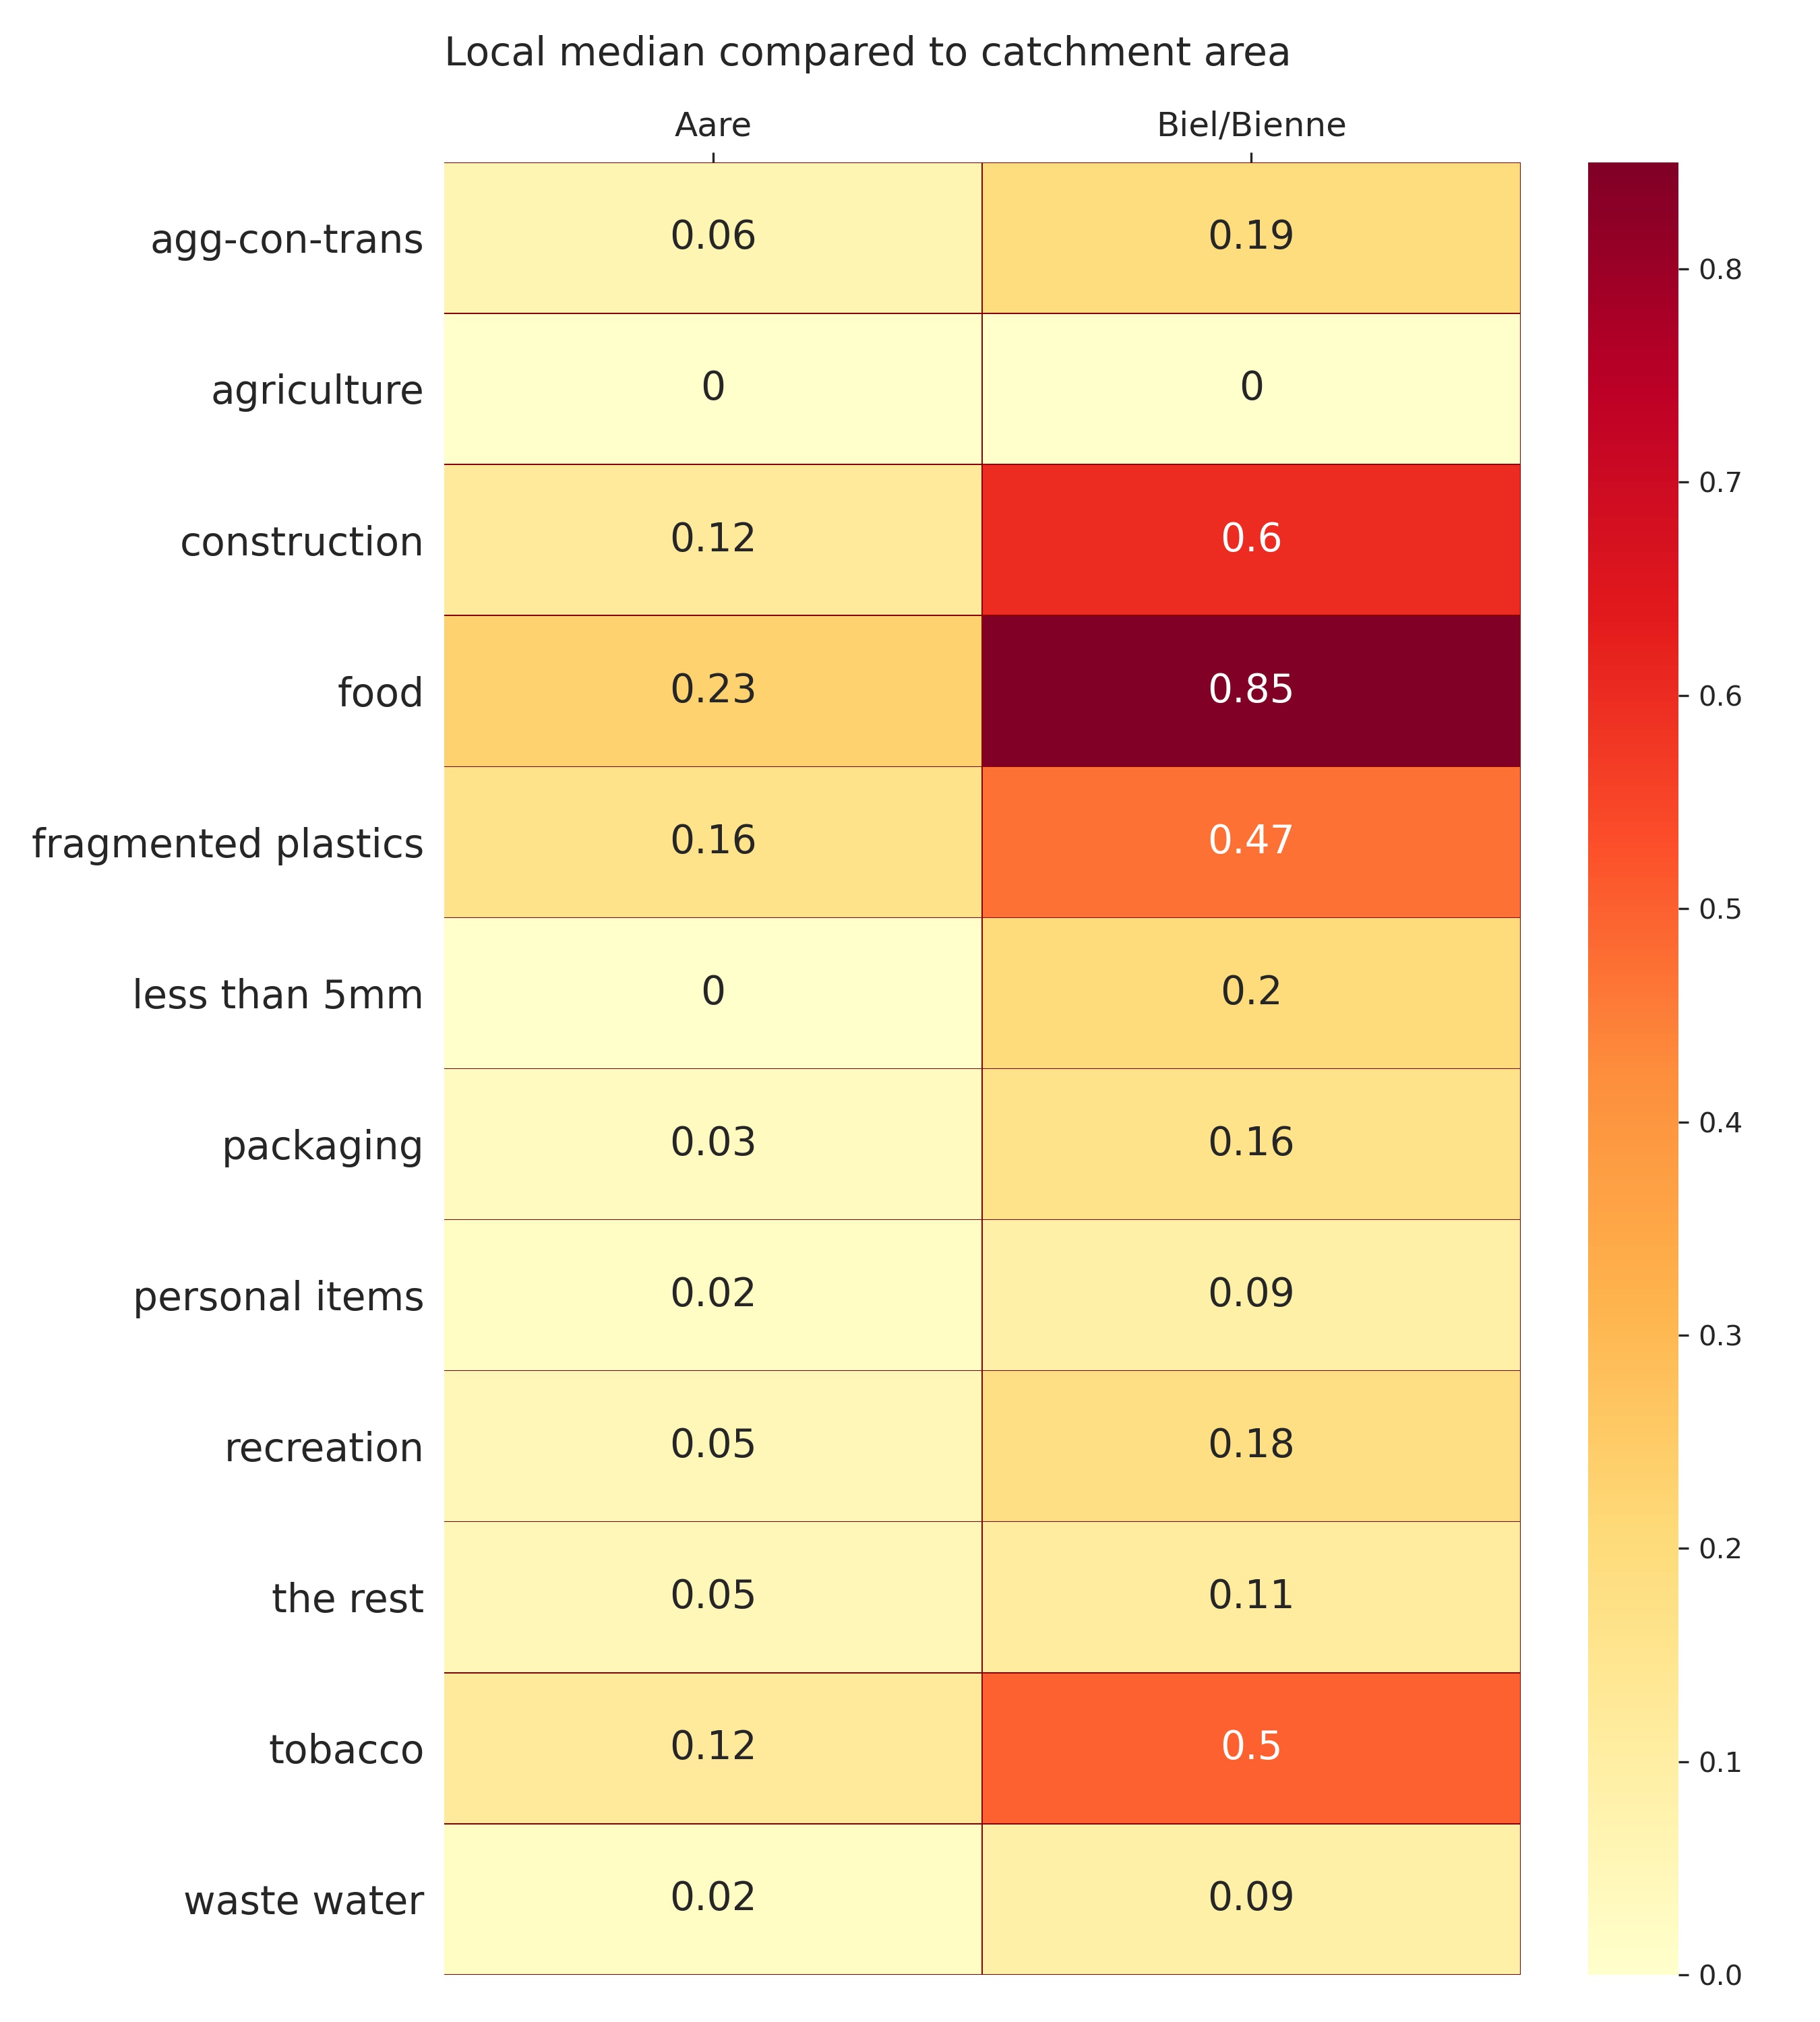 Local median compared to catchment area
Aare Biel/Bienne
agg-con-trans 0.06 0.19
agriculture 0 0
construction 0.12 0.6
food 0.23 0.85
fragmented plastics 0.16 0.47
less than 5mm 0 0.2
packaging 0.03 0.16
personal items 0.02 0.09
recreation 0.05 0.18
the rest 0.05 0.11
tobacco 0.12 0.5
waste water 0.02 0.09
0.8
0.7
0.6
0.5
0.4
0.3
0.2
0.1
0.0